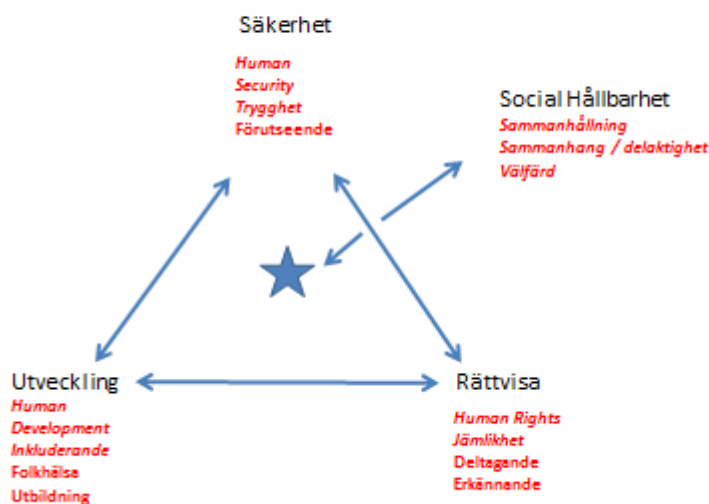 Säkerhet
Human
Security
Trygghet
Förutseende
Social Hållbarhet
Sammanhållning
Sammanhang / delaktighet
Välfärd
Utveckling
Human
Development
Inkluderande
Folkhälsa
Utbildning
Rättvisa
Human Rights
Jämlikhet
Deltagande
Erkännande